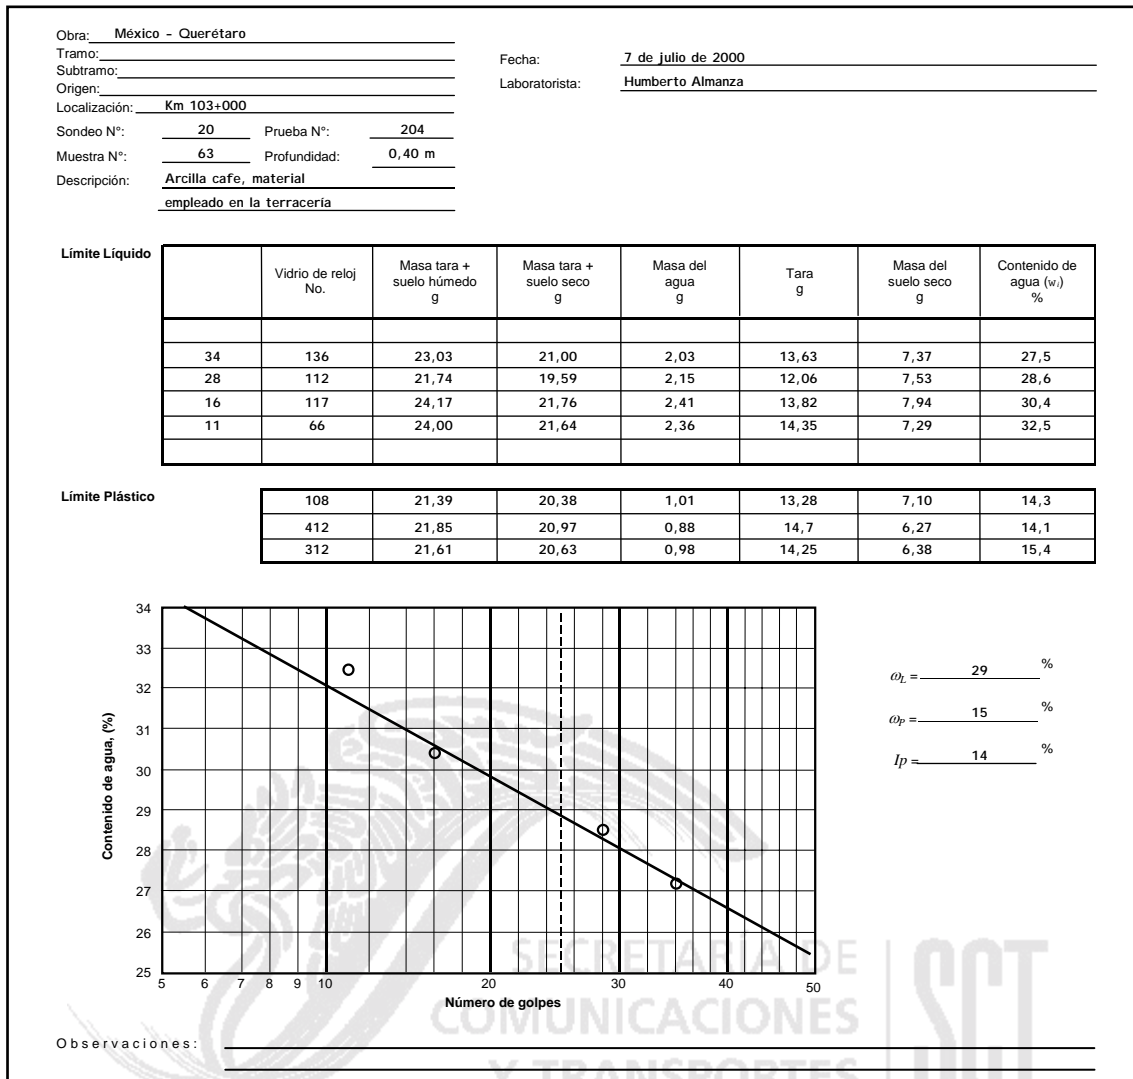 Obra: México - Querétaro
Tramo:
Subtramo:
Origen:
Localización: Km 103+000
Sondeo N°: 20 Prueba N°: 204
Muestra N°: 63 Profundidad: 0,40 m
Descripción: Arcilla cafe, material
empleado en la terracería
Fecha: 7 de julio de 2000
Laboratorista: Humberto Almanza
Límite Líquido
Vidrio de reloj No. Masa tara + suelo húmedo g Masa tara + suelo seco g Masa del agua g Tara g Masa del suelo seco g Contenido de agua (wi) %
34 136 23,03 21,00 2,03 13,63 7,37 27,5
28 112 21,74 19,59 2,15 12,06 7,53 28,6
16 117 24,17 21,76 2,41 13,82 7,94 30,4
11 66 24,00 21,64 2,36 14,35 7,29 32,5
Límite Plástico
108 21,39 20,38 1,01 13,28 7,10 14,3
412 21,85 20,97 0,88 14,7 6,27 14,1
312 21,61 20,63 0,98 14,25 6,38 15,4
34
33
32
31
30
29
28
27
26
25
Contenido de agua, (%)
5 6 7 8 9 10 20 30 40 50
Número de golpes
ωL = 29 %
ωP = 15 %
Ip = 14 %
SECRETARÍA DE
COMUNICACIONES
Y TRANSPORTES
SCT
Observaciones: